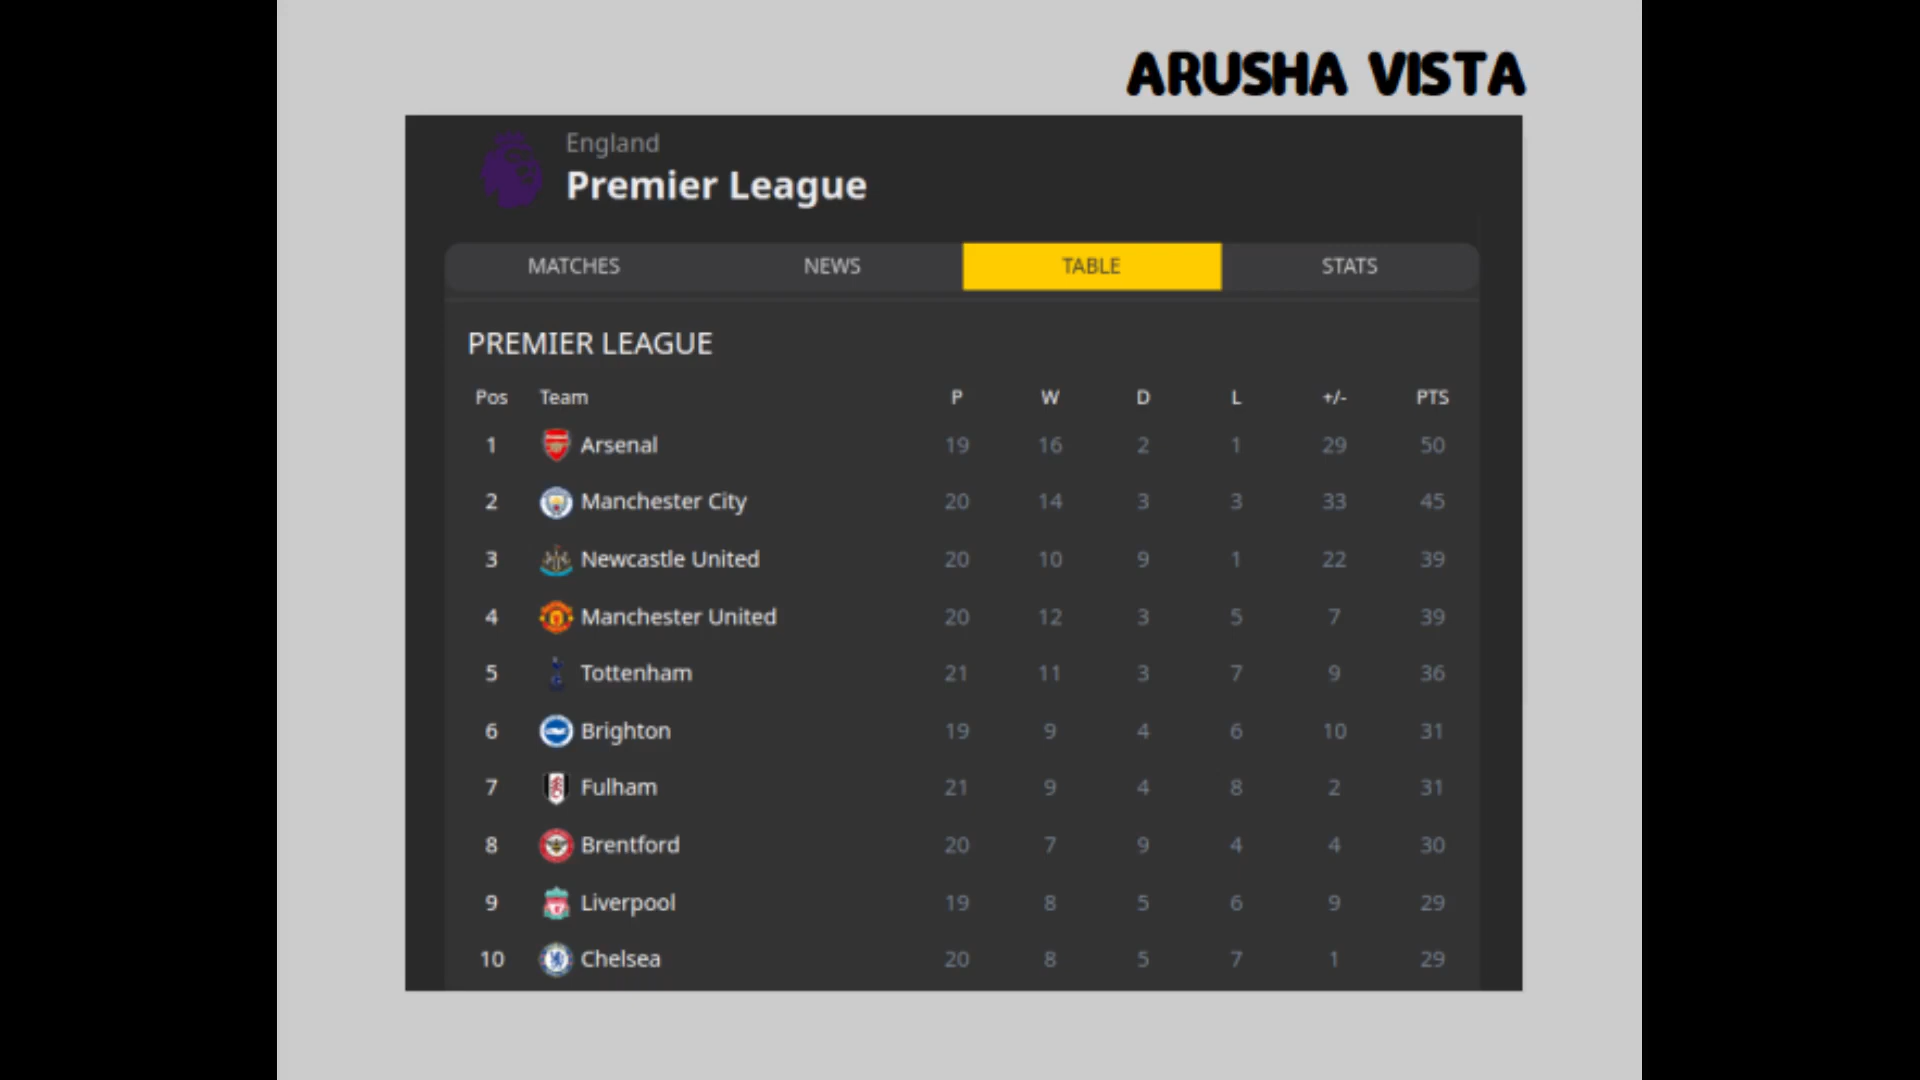 ARUSHA VISTA
England
Premier League
MATCHES NEWS TABLE STATS
PREMIER LEAGUE
Pos Team P W D L +/- PTS
1 Arsenal 19 16 2 1 29 50
2 Manchester City 20 14 3 3 33 45
3 Newcastle United 20 10 9 1 22 39
4 Manchester United 20 12 3 5 7 39
5 Tottenham 21 11 3 7 9 36
6 Brighton 19 9 4 6 10 31
7 Fulham 21 9 4 8 2 31
8 Brentford 20 7 9 4 4 30
9 Liverpool 19 8 5 6 9 29
10 Chelsea 20 8 5 7 1 29